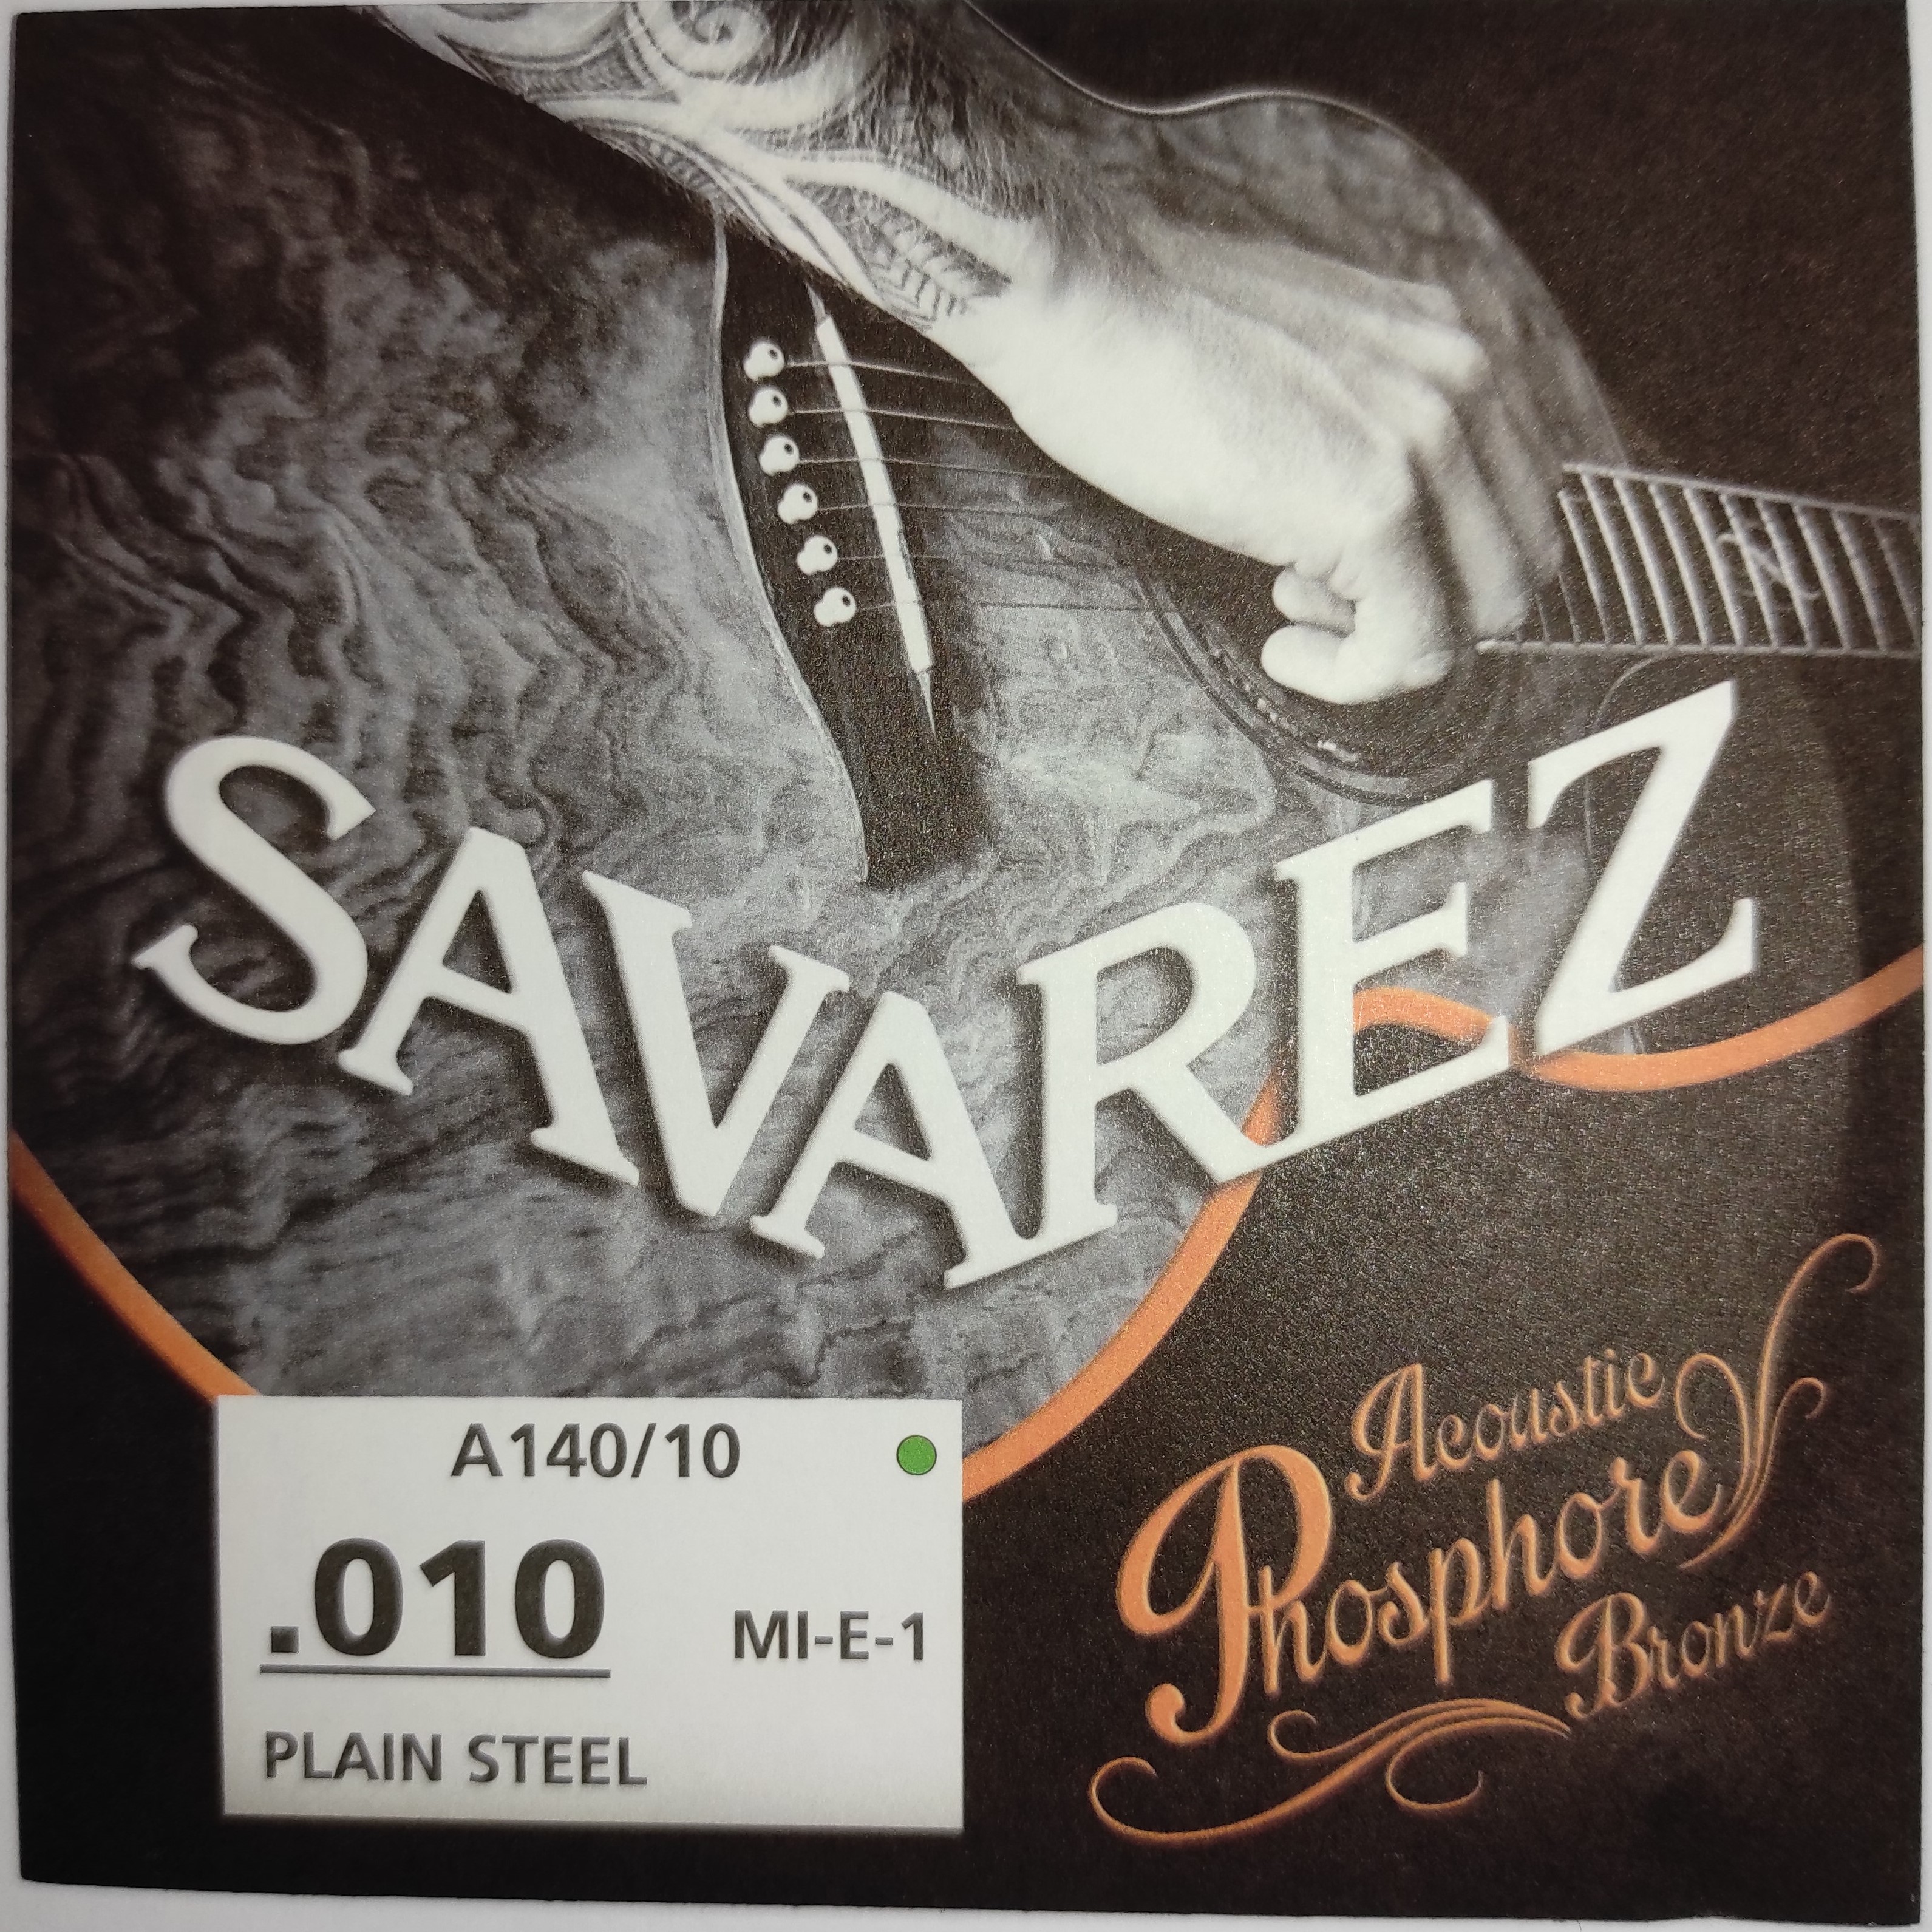 SAVAREZ
Acoustic
Phosphore
Bronze
A140/10
.010
MI-E-1
PLAIN STEEL